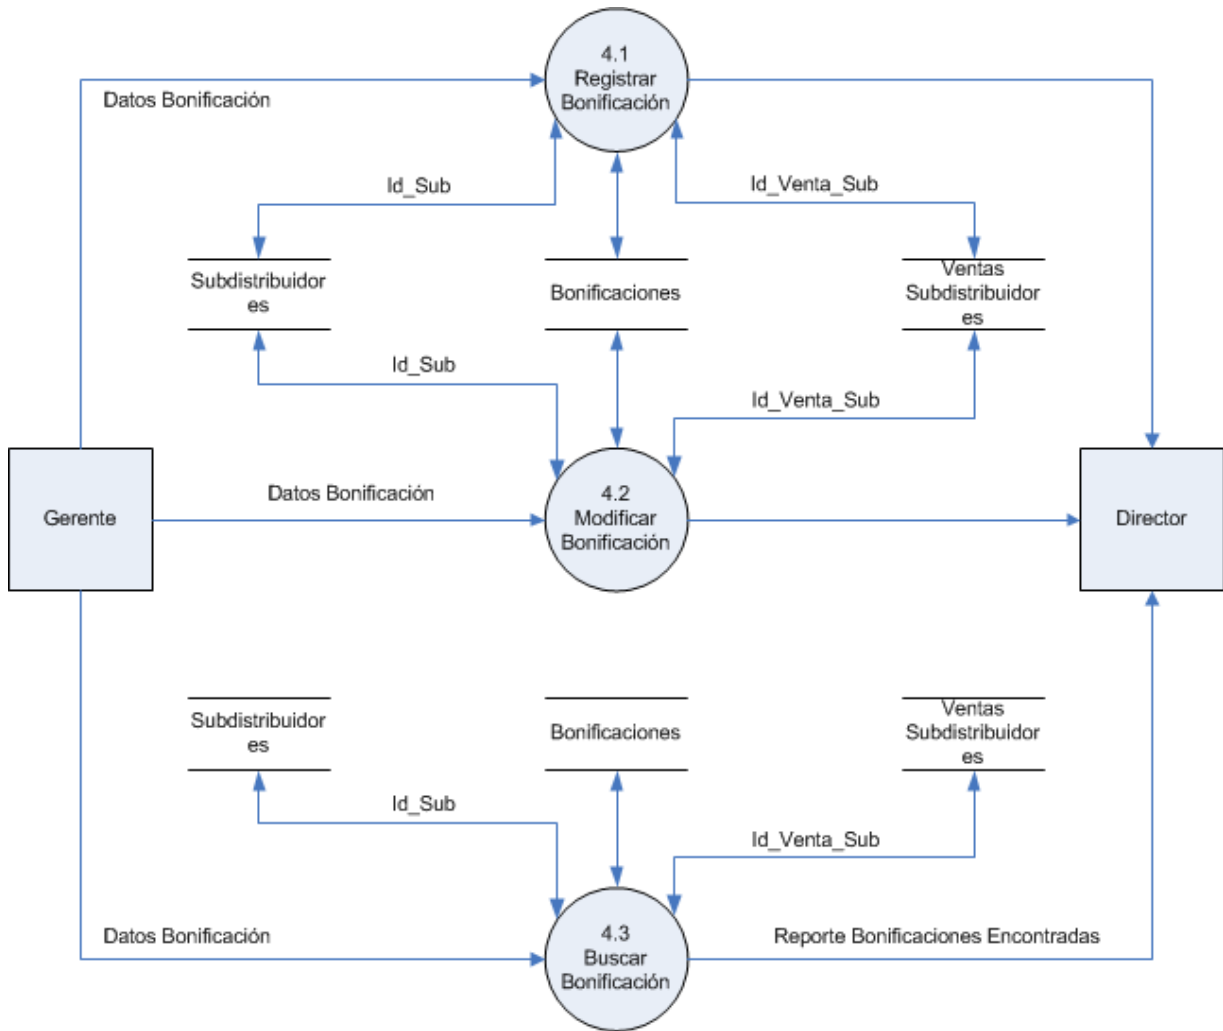 4.1
Registrar
Bonificación
Datos Bonificación
Id_Sub
Id_Venta_Sub
Subdistribuidor
es
Bonificaciones
Ventas
Subdistribuidor
es
Id_Sub
Id_Venta_Sub
Gerente
Datos Bonificación
4.2
Modificar
Bonificación
Director
Subdistribuidor
es
Bonificaciones
Ventas
Subdistribuidor
es
Id_Sub
Id_Venta_Sub
Datos Bonificación
4.3
Buscar
Bonificación
Reporte Bonificaciones Encontradas